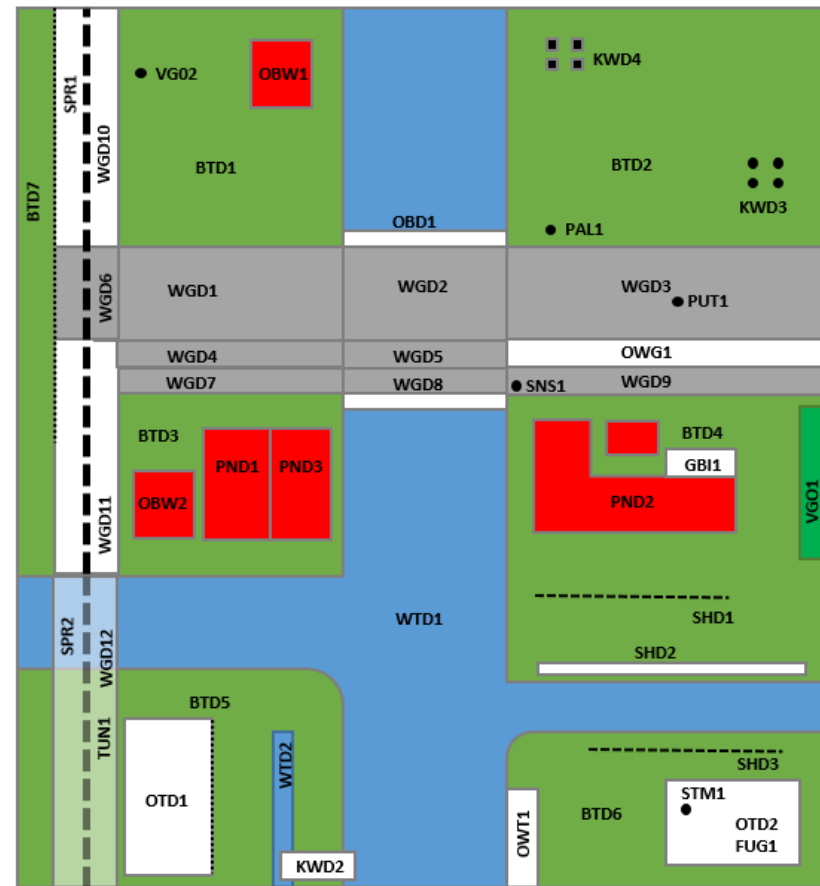 KWD4
VG02
OBW1
SPR1
WGD10
BTD1
BTD2
BTD7
KWD3
OBD1
PAL1
WGD6
WGD1
WGD2
WGD3
PUT1
WGD4
WGD5
OWG1
WGD7
WGD8
SNS1
WGD9
BTD3
BTD4
PND1
PND3
GBI1
OBW2
PND2
VGO1
WGD11
WTD1
SHD1
SPR2
WGD12
SHD2
BTD5
TUN1
WTD2
SHD3
STM1
OTD1
OWT1
BTD6
OTD2
FUG1
KWD2